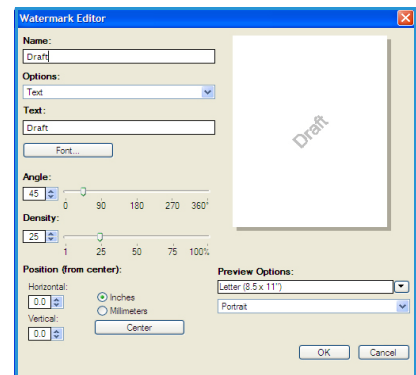 Watermark Editor
Name:
Draft
Options:
Text
Text:
Draft
Font...
Angle:
45
0 90 180 270 360°
Density:
25
1 25 50 75 100%
Position (from center):
Horizontal:
0.0
Inches
Millimeters
Vertical:
0.0
Center
Draft
Preview Options:
Letter (8.5 x 11")
Portrait
OK Cancel